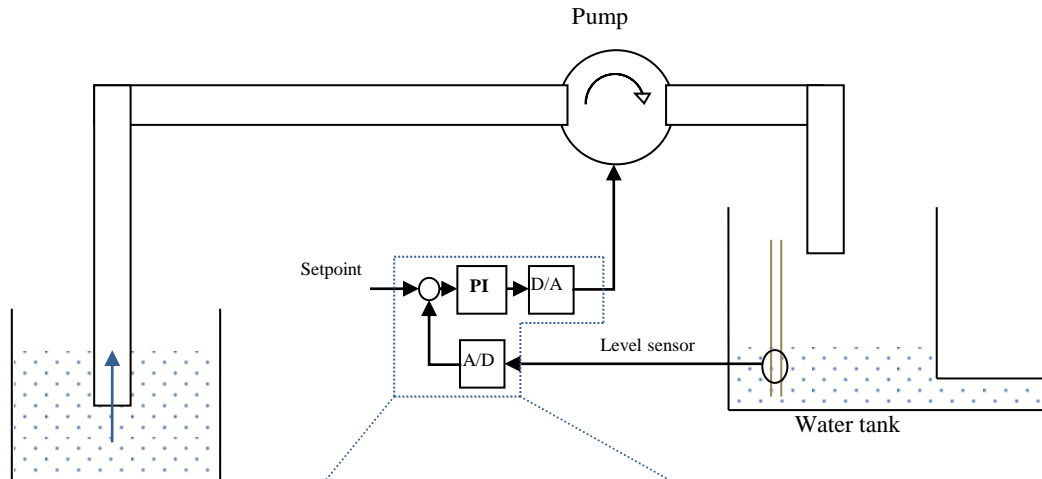 Pump
Setpoint
PI
D/A
A/D
Level sensor
Water tank